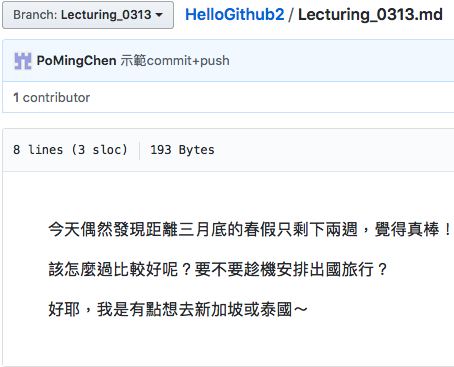 Branch: Lecturing_0313 HelloGithub2 / Lecturing_0313.md
PoMingChen 示範commit+push
1 contributor
8 lines (3 sloc) 193 Bytes
今天偶然發現距離三月底的春假只剩下兩週，覺得真棒！
該怎麼過比較好呢？要不要趁機安排出國旅行？
好耶，我是有點想去新加坡或泰國～